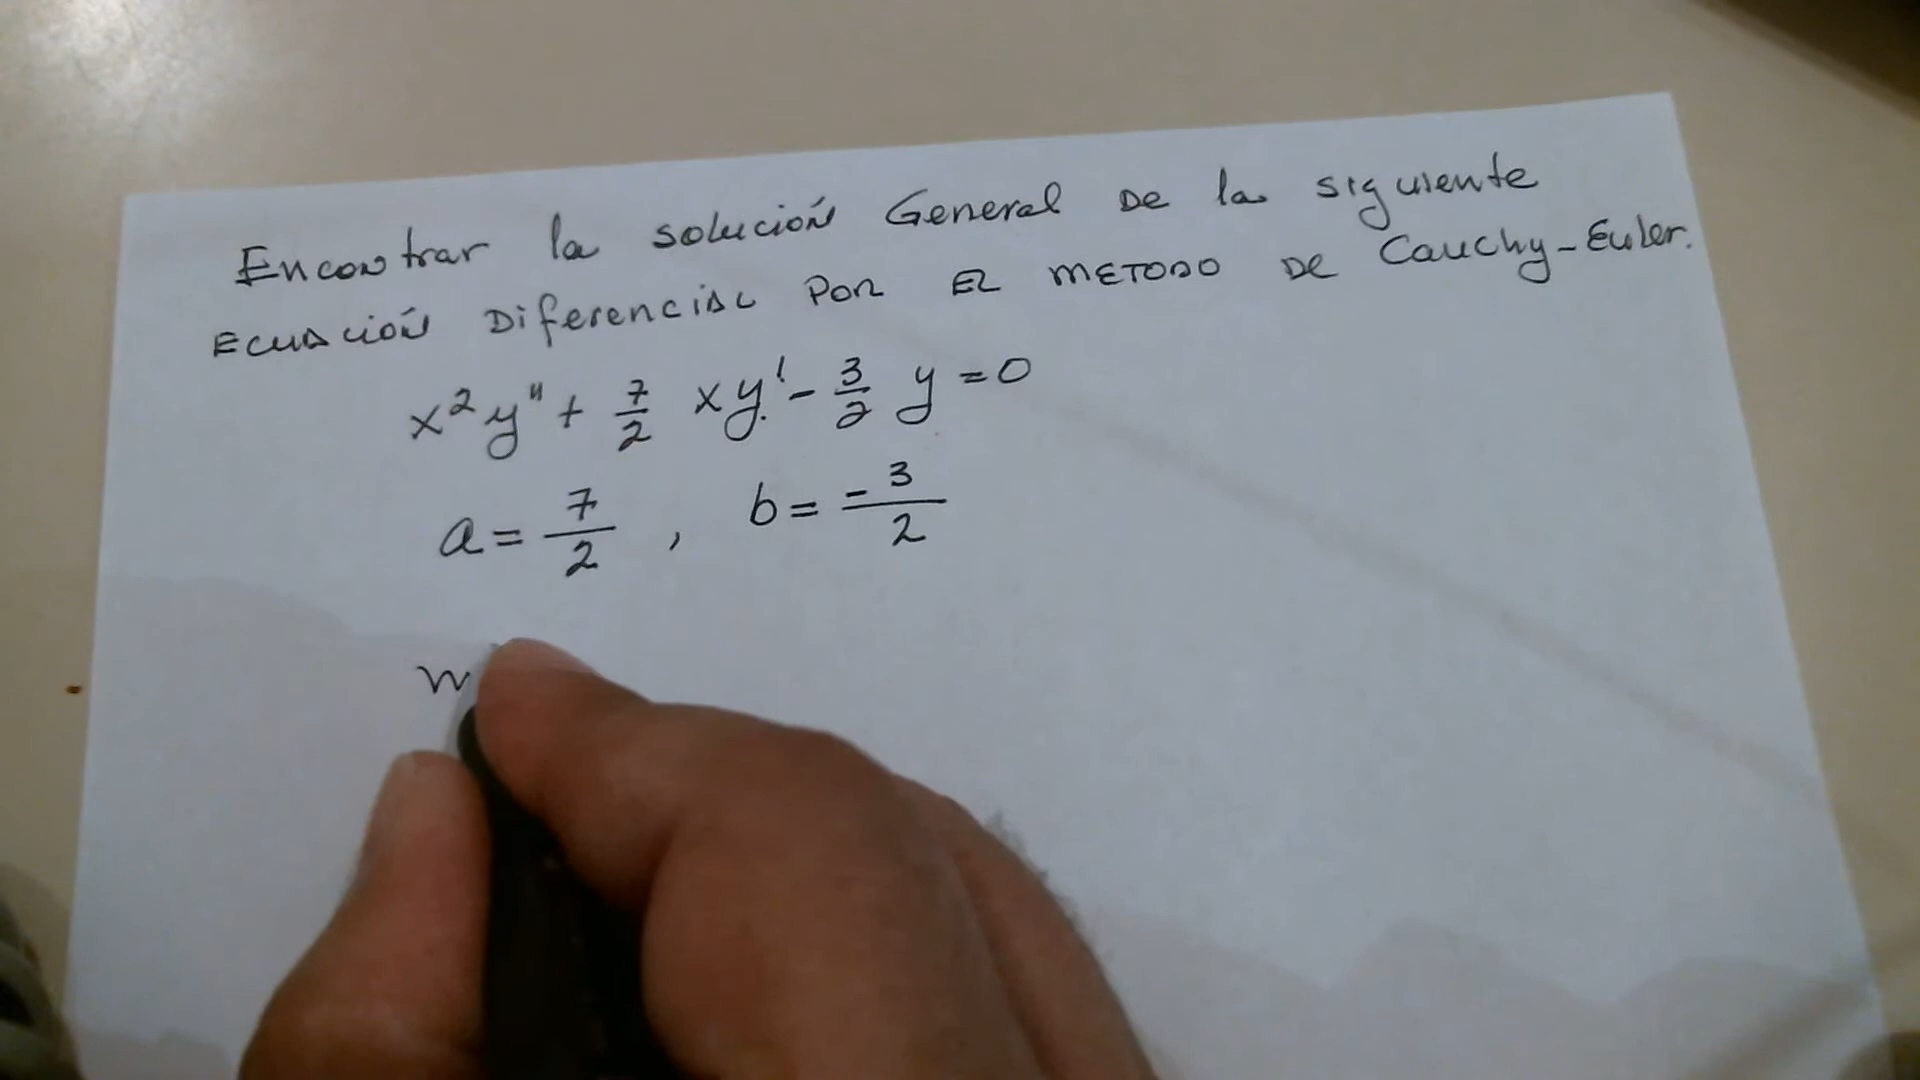 Encontrar la solución General De la siguiente
Ecuación Diferencial Por El metodo De Cauchy-Euler.
x² y'' + 7/2 xy' - 3/2 y = 0
a = 7/2 , b = -3/2
m